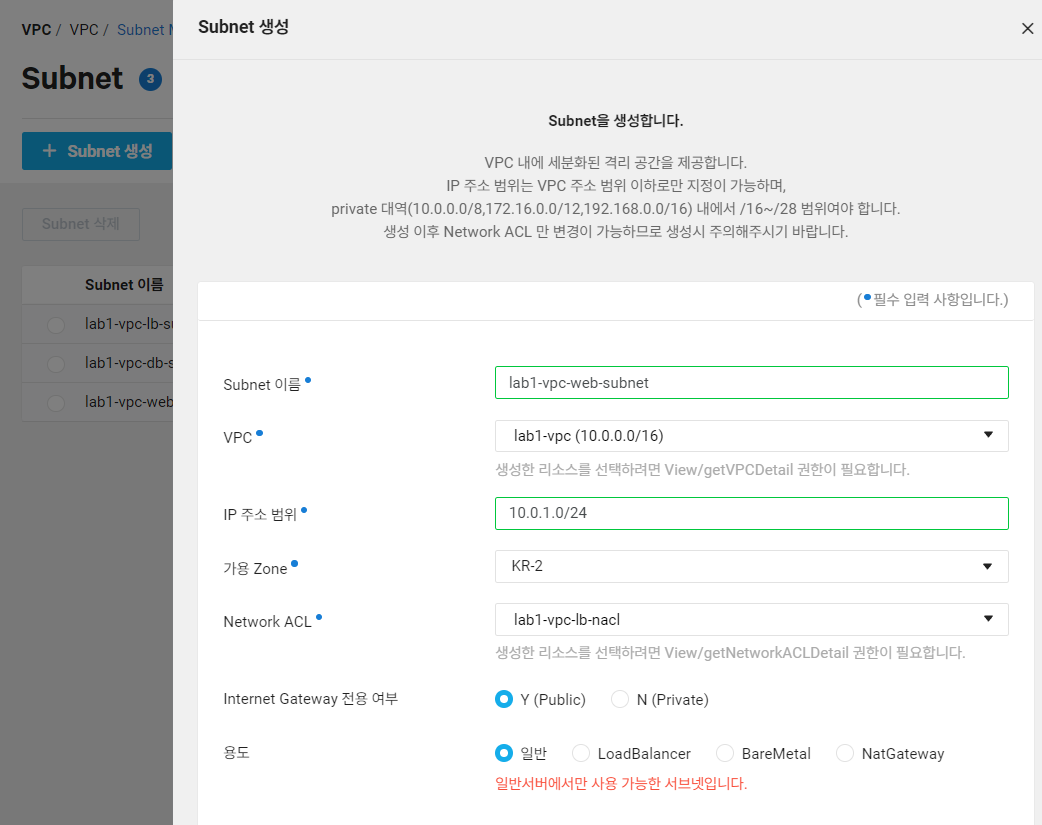 VPC / VPC / Subnet
Subnet 3
+ Subnet 생성
Subnet 삭제
Subnet 이름
lab1-vpc-lb-su
lab1-vpc-db-s
lab1-vpc-web
Subnet 생성
Subnet을 생성합니다.
VPC 내에 세분화된 격리 공간을 제공합니다.
IP 주소 범위는 VPC 주소 범위 이하로만 지정이 가능하며,
private 대역(10.0.0.0/8,172.16.0.0/12,192.168.0.0/16) 내에서 /16~/28 범위여야 합니다.
생성 이후 Network ACL 만 변경이 가능하므로 생성시 주의해주시기 바랍니다.
(•필수 입력 사항입니다.)
Subnet 이름• lab1-vpc-web-subnet
VPC• lab1-vpc (10.0.0.0/16)
생성한 리소스를 선택하려면 View/getVPCDetail 권한이 필요합니다.
IP 주소 범위• 10.0.1.0/24
가용 Zone• KR-2
Network ACL• lab1-vpc-lb-nacl
생성한 리소스를 선택하려면 View/getNetworkACLDetail 권한이 필요합니다.
Internet Gateway 전용 여부 Y (Public) N (Private)
용도 일반 LoadBalancer BareMetal NatGateway
일반서버에서만 사용 가능한 서브넷입니다.